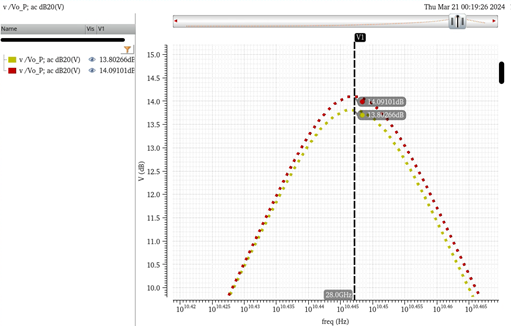 v /Vo_P; ac dB20(V)
Thu Mar 21 00:19:26 2024
Name Vis V1
v /Vo_P; ac dB20(V) 13.80266dB
v /Vo_P; ac dB20(V) 14.09101dB
V1
15.0
14.5
14.0
13.5
13.0
12.5
12.0
11.5
11.0
10.5
10.0
V (dB)
14.09101dB
13.80266dB
28.0GHz
10^10.42 10^10.425 10^10.43 10^10.435 10^10.44 10^10.445 10^10.45 10^10.455 10^10.46 10^10.465
freq (Hz)